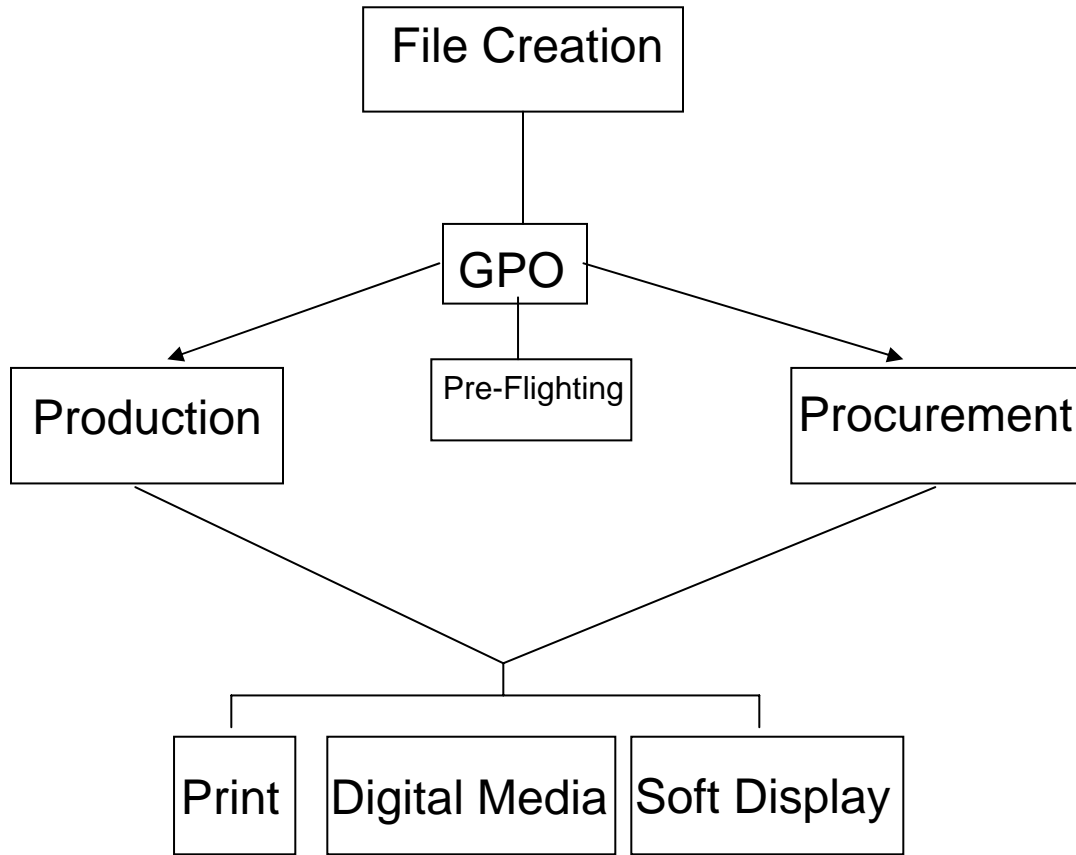 File Creation
GPO
Pre-Flighting
Production
Procurement
Print
Digital Media
Soft Display